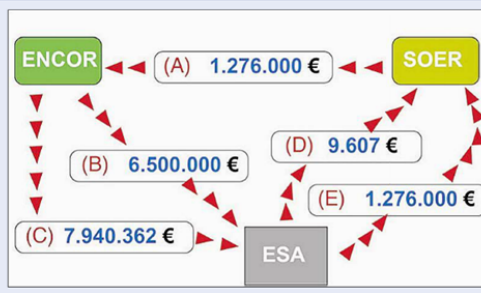 ENCOR (A) 1.276.000 € SOER
(D) 9.607 €
(B) 6.500.000 €
(E) 1.276.000 €
(C) 7.940.362 €
ESA